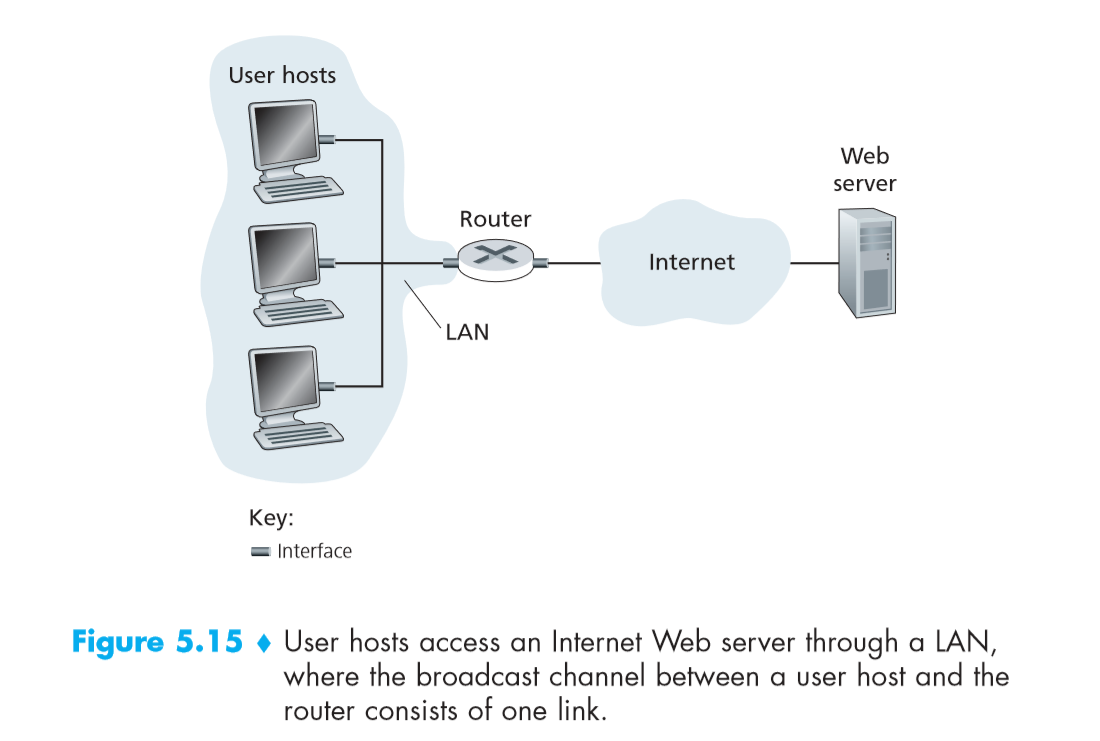 User hosts
Web
server
Router
Internet
LAN
Key:
Interface
Figure 5.15 ♦ User hosts access an Internet Web server through a LAN,
where the broadcast channel between a user host and the
router consists of one link.